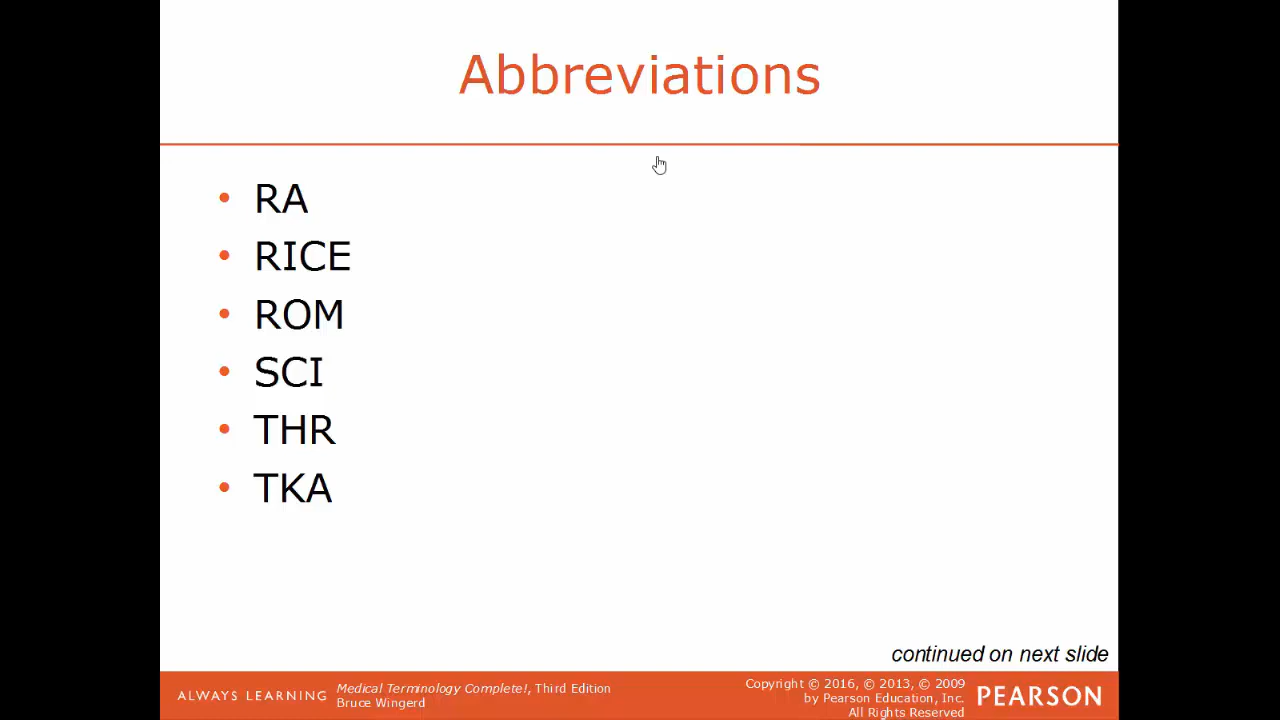 Abbreviations
• RA
• RICE
• ROM
• SCI
• THR
• TKA
continued on next slide
ALWAYS LEARNING
Medical Terminology Complete!, Third Edition
Bruce Wingerd
Copyright © 2016, © 2013, © 2009
by Pearson Education, Inc.
All Rights Reserved
PEARSON